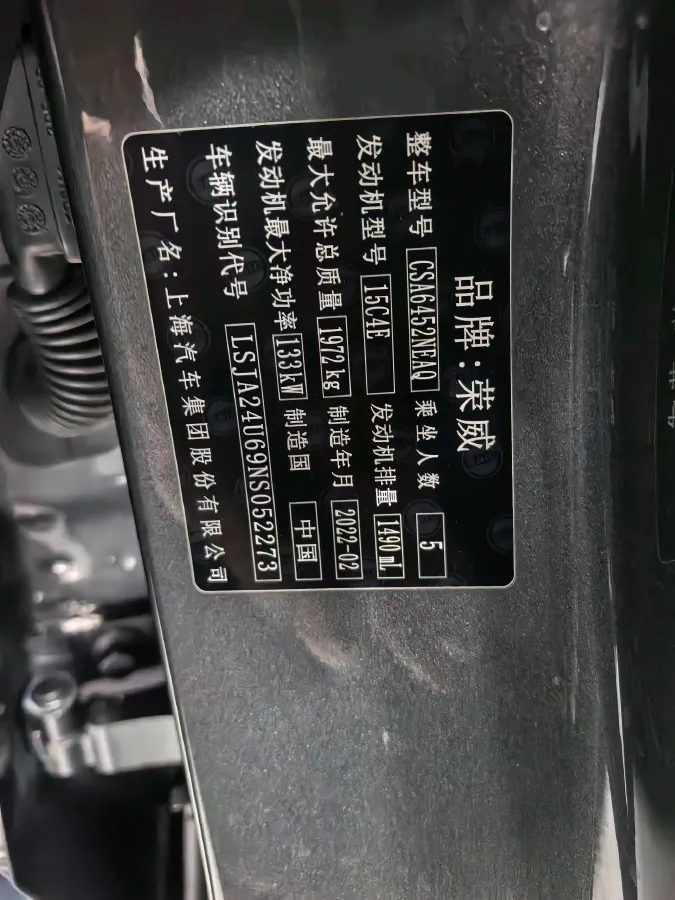 品牌:荣威
整车型号 CSA6452NEAQ 乘坐人数 5
发动机型号 15C4E 发动机排量 1490mL
最大允许总质量 1972kg 制造年月 2022-02
发动机最大净功率 133kW 制造国 中国
车辆识别代号 LSJA24U69NS052273
生产厂名:上海汽车集团股份有限公司